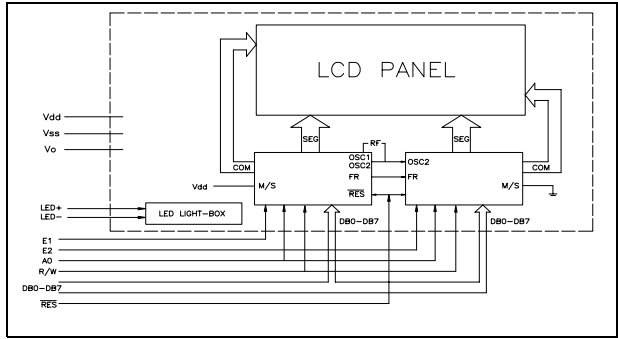 LCD PANEL
Vdd
Vss
Vo
SEG
SEG
RF
COM
OSC1
OSC2
OSC2
COM
FR
FR
Vdd
M/S
RES
M/S
LED+
LED-
LED LIGHT-BOX
DB0-DB7
DB0-DB7
E1
E2
A0
R/W
DB0-DB7
RES